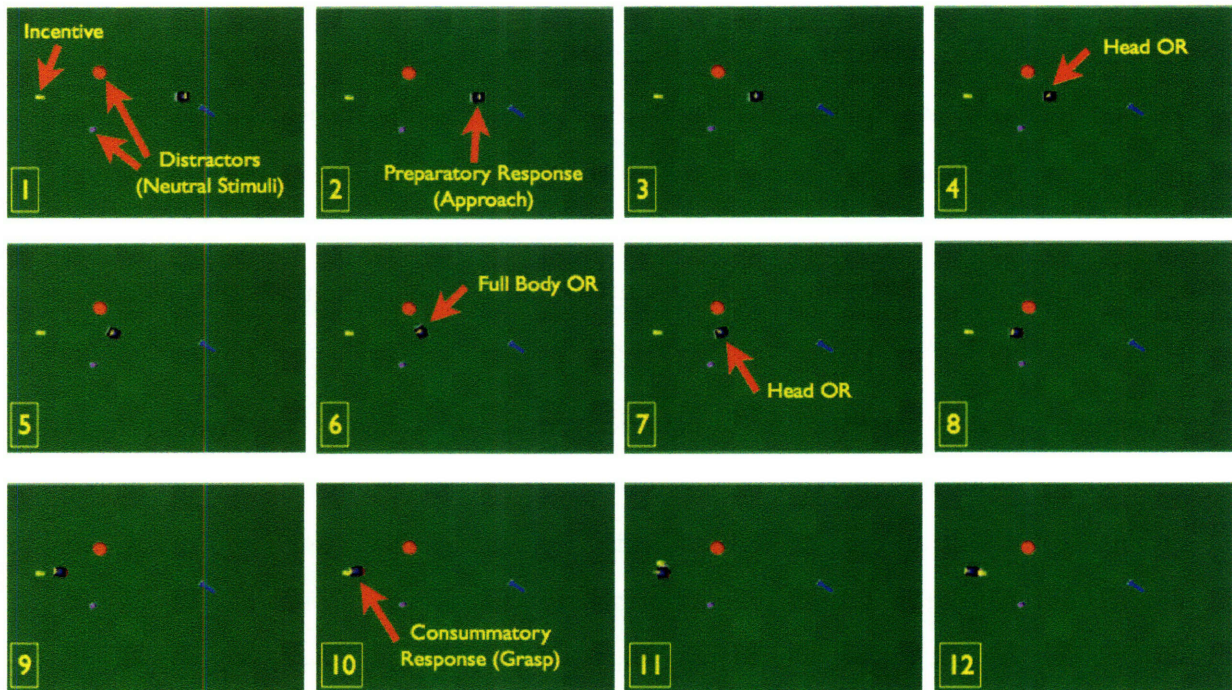 Incentive
Distractors
(Neutral Stimuli)
1
Preparatory Response
(Approach)
2
3
Head OR
4
5
Full Body OR
6
Head OR
7
8
9
Consummatory
Response (Grasp)
10
11
12